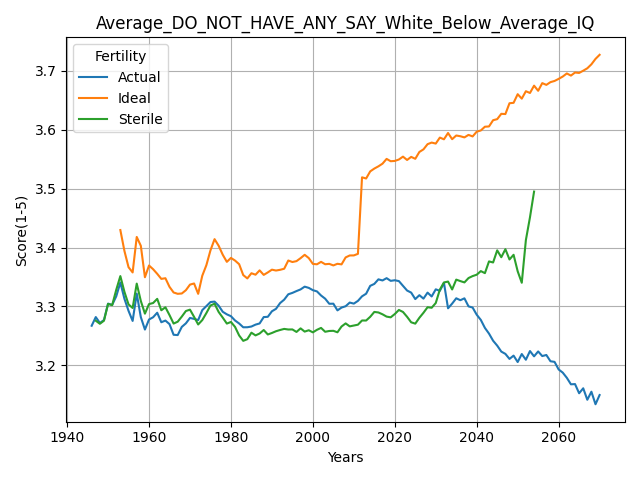 Average_DO_NOT_HAVE_ANY_SAY_White_Below_Average_IQ
Fertility
Actual
Ideal
Sterile
Score(1-5)
3.7
3.6
3.5
3.4
3.3
3.2
1940 1960 1980 2000 2020 2040 2060
Years